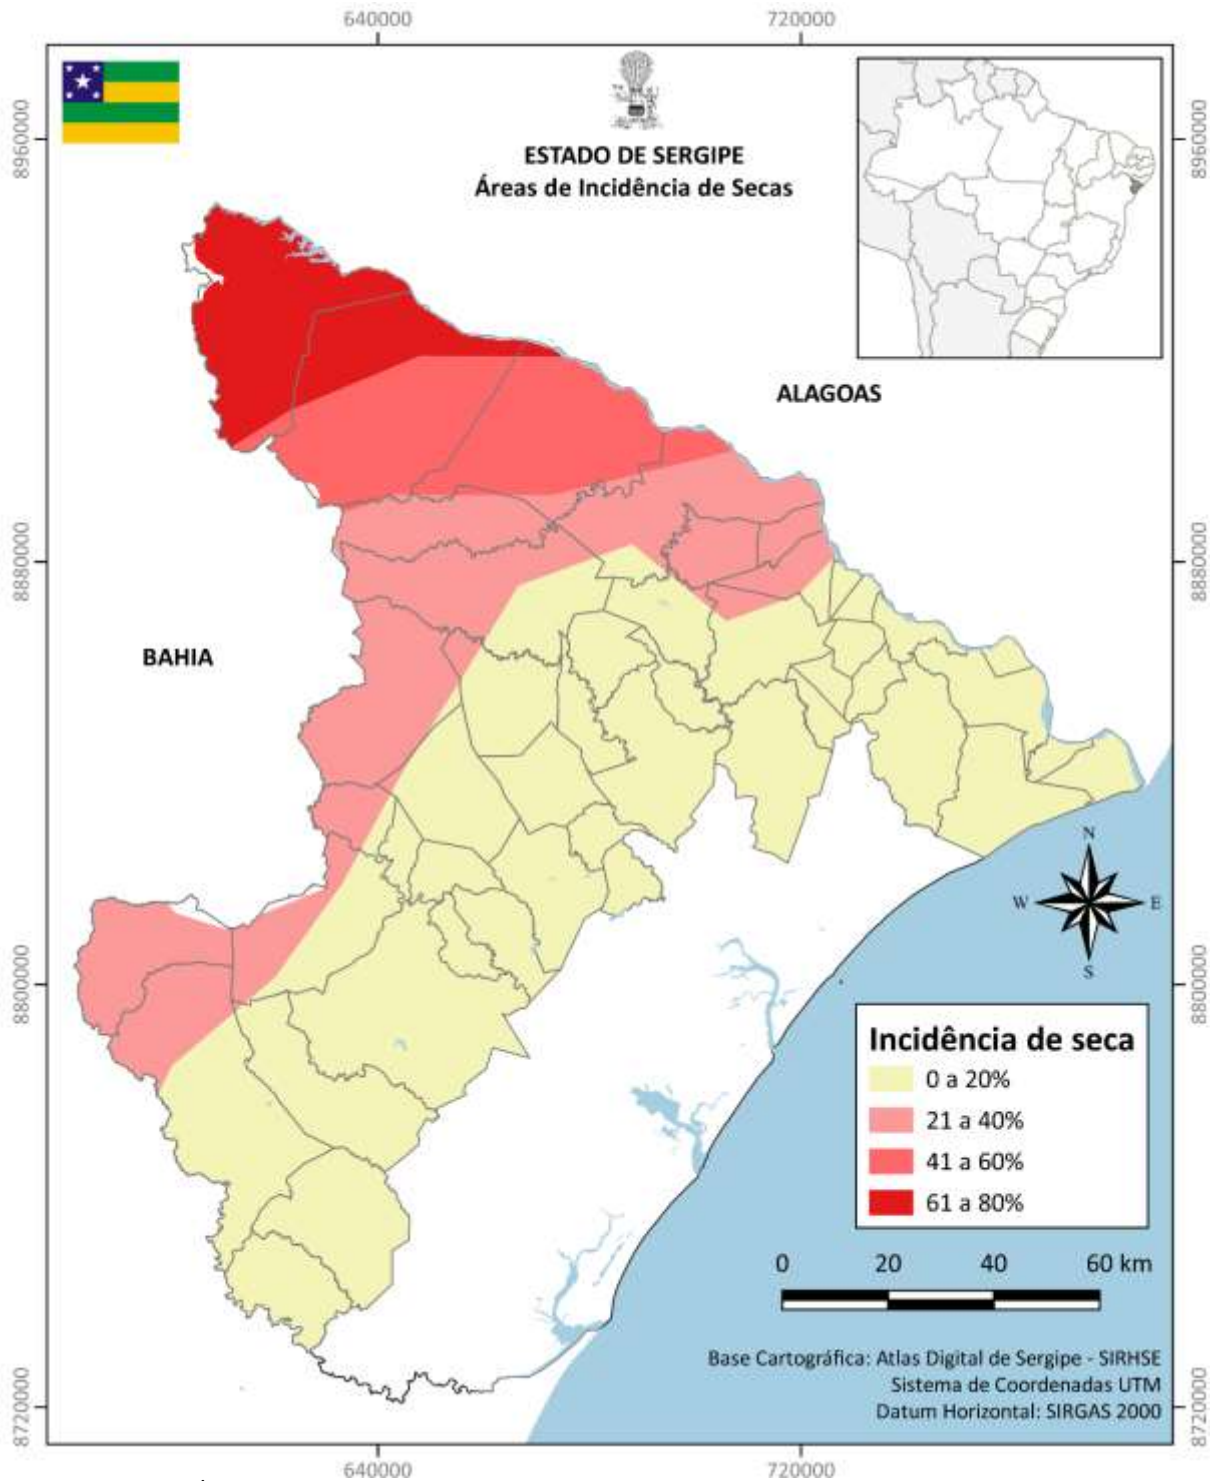 640000
720000
8960000
8960000
ESTADO DE SERGIPE
Áreas de Incidência de Secas
ALAGOAS
8880000
8880000
BAHIA
N
W
E
S
8800000
8800000
Incidência de seca
0 a 20%
21 a 40%
41 a 60%
61 a 80%
0 20 40 60 km
Base Cartográfica: Atlas Digital de Sergipe - SIRHSE
Sistema de Coordenadas UTM
Datum Horizontal: SIRGAS 2000
8720000
8720000
640000
720000